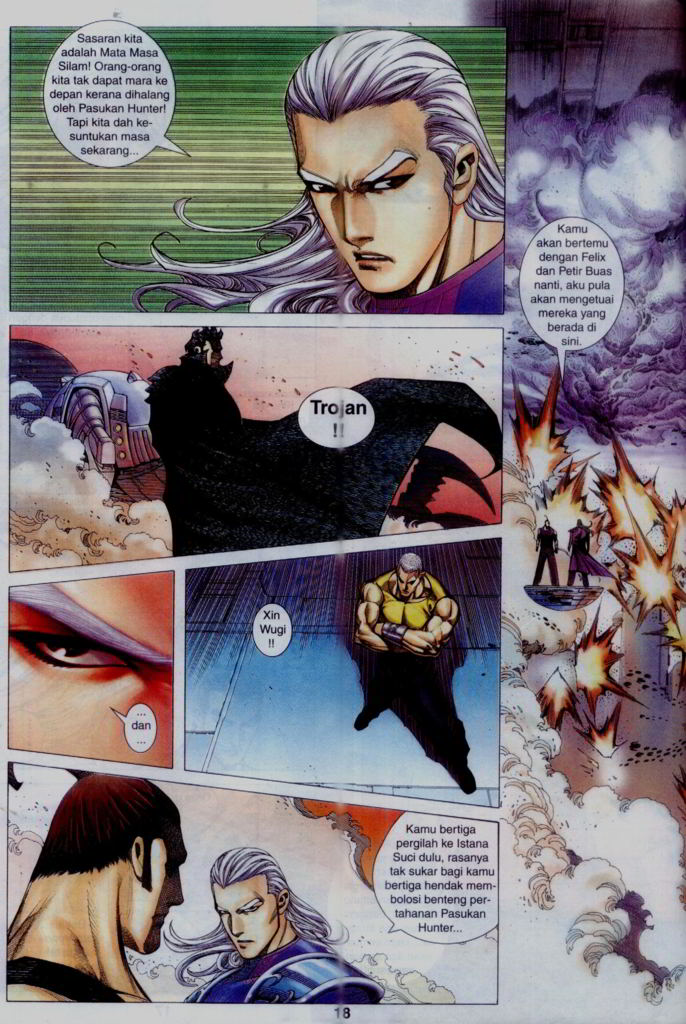 Sasaran kita
adalah Mata Masa
Silam! Orang-orang
kita tak dapat mara ke
depan kerana dihalang
oleh Pasukan Hunter!
Tapi kita dah ke-
suntukan masa
sekarang...
Kamu
akan bertemu
dengan Felix
dan Petir Buas
nanti, aku pula
akan mengetuai
mereka yang
berada di
sini.
Trojan
!!
...
dan
...
Xin
Wugi
!!
Kamu bertiga
pergilah ke Istana
Suci dulu, rasanya
tak sukar bagi kamu
bertiga hendak mem-
bolosi benteng per-
tahanan Pasukan
Hunter...
18